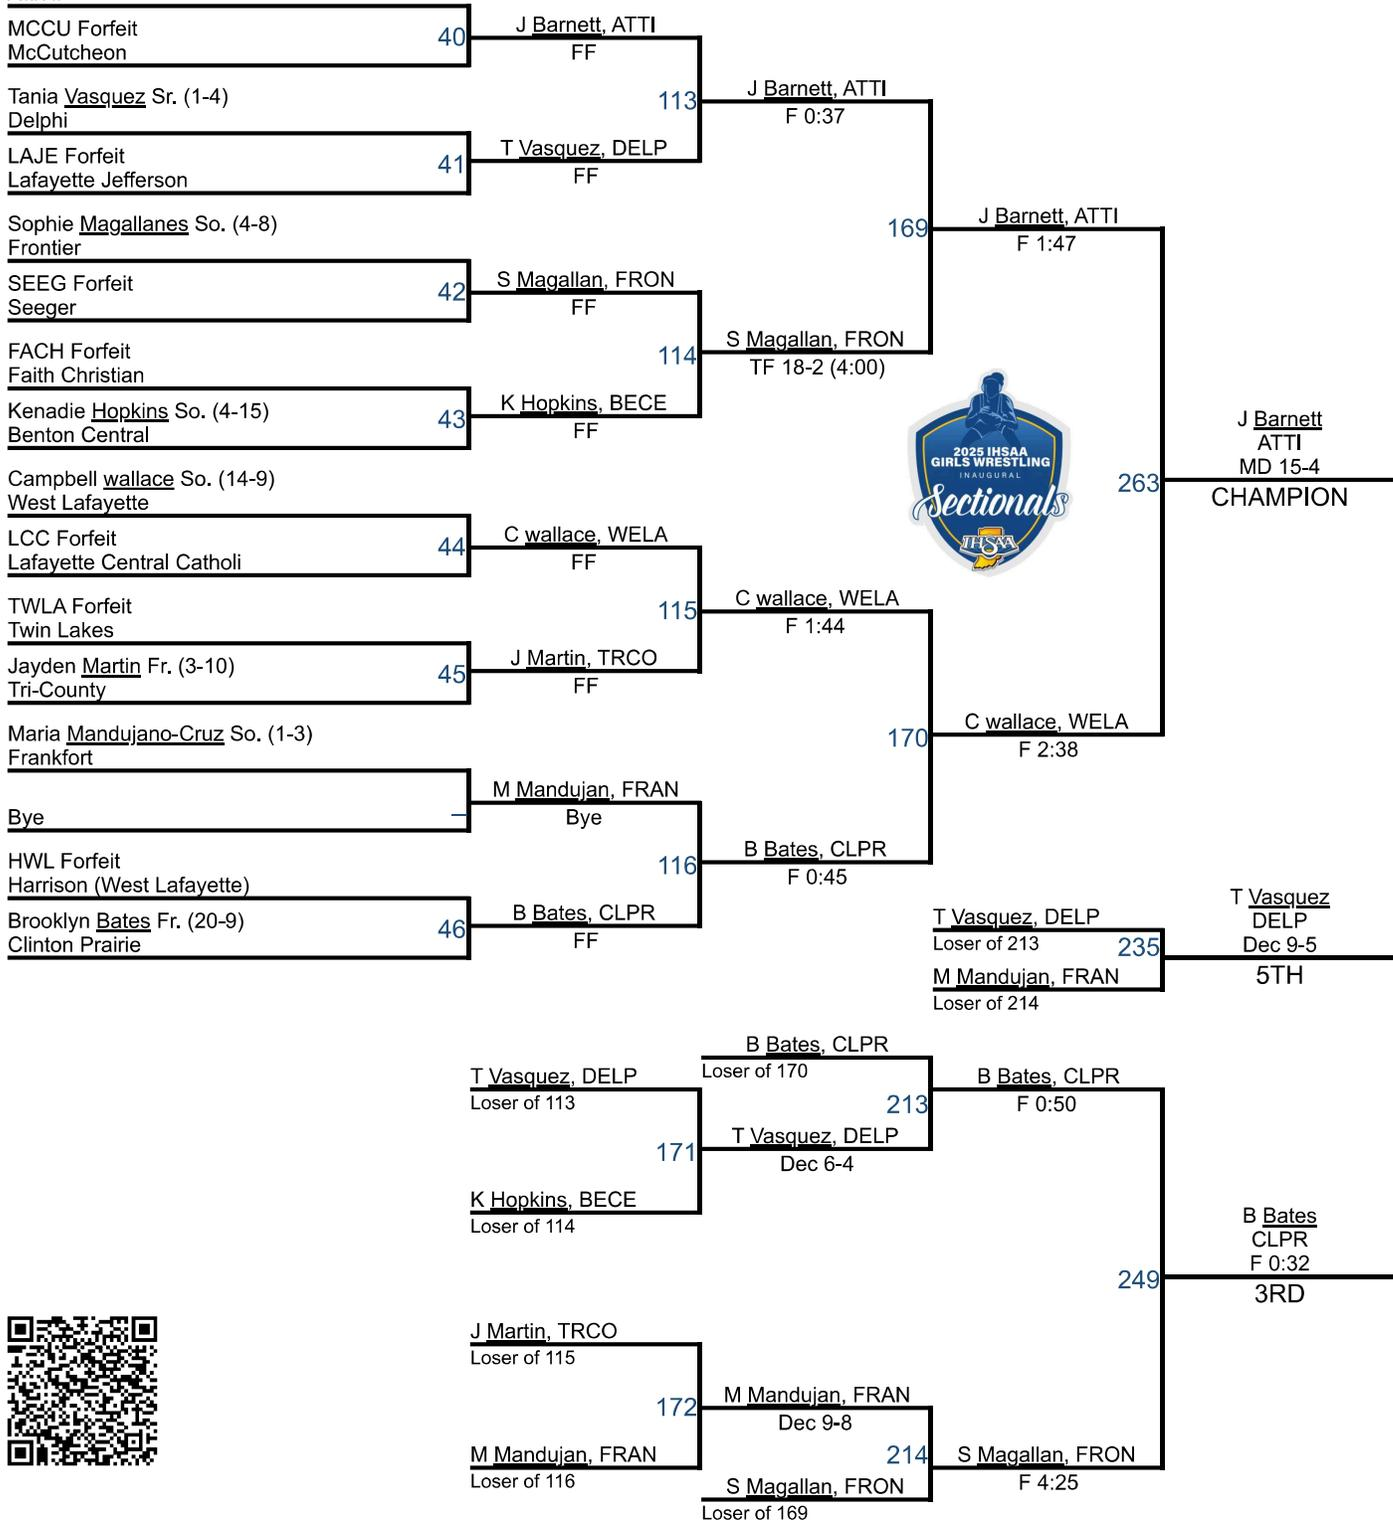 MCCU Forfeit
McCutcheon
40
J Barnett, ATTI
FF
Tania Vasquez Sr. (1-4)
Delphi
113
J Barnett, ATTI
F 0:37
LAJE Forfeit
Lafayette Jefferson
41
T Vasquez, DELP
FF
Sophie Magallanes So. (4-8)
Frontier
169
J Barnett, ATTI
F 1:47
SEEG Forfeit
Seeger
42
S Magallan, FRON
FF
FACH Forfeit
Faith Christian
114
S Magallan, FRON
TF 18-2 (4:00)
Kenadie Hopkins So. (4-15)
Benton Central
43
K Hopkins, BECE
FF
2025 IHSAA
GIRLS WRESTLING
INAUGURAL
Sectionals
IHSAA
263
J Barnett
ATTI
MD 15-4
CHAMPION
Campbell wallace So. (14-9)
West Lafayette
LCC Forfeit
Lafayette Central Catholi
44
C wallace, WELA
FF
TWLA Forfeit
Twin Lakes
115
C wallace, WELA
F 1:44
Jayden Martin Fr. (3-10)
Tri-County
45
J Martin, TRCO
FF
Maria Mandujano-Cruz So. (1-3)
Frankfort
170
C wallace, WELA
F 2:38
Bye
–
M Mandujan, FRAN
Bye
HWL Forfeit
Harrison (West Lafayette)
116
B Bates, CLPR
F 0:45
Brooklyn Bates Fr. (20-9)
Clinton Prairie
46
B Bates, CLPR
FF
T Vasquez, DELP
Loser of 213
235
M Mandujan, FRAN
Loser of 214
T Vasquez
DELP
Dec 9-5
5TH
B Bates, CLPR
Loser of 170
T Vasquez, DELP
Loser of 113
213
B Bates, CLPR
F 0:50
171
T Vasquez, DELP
Dec 6-4
K Hopkins, BECE
Loser of 114
249
B Bates
CLPR
F 0:32
3RD
J Martin, TRCO
Loser of 115
172
M Mandujan, FRAN
Dec 9-8
M Mandujan, FRAN
Loser of 116
214
S Magallan, FRON
F 4:25
S Magallan, FRON
Loser of 169